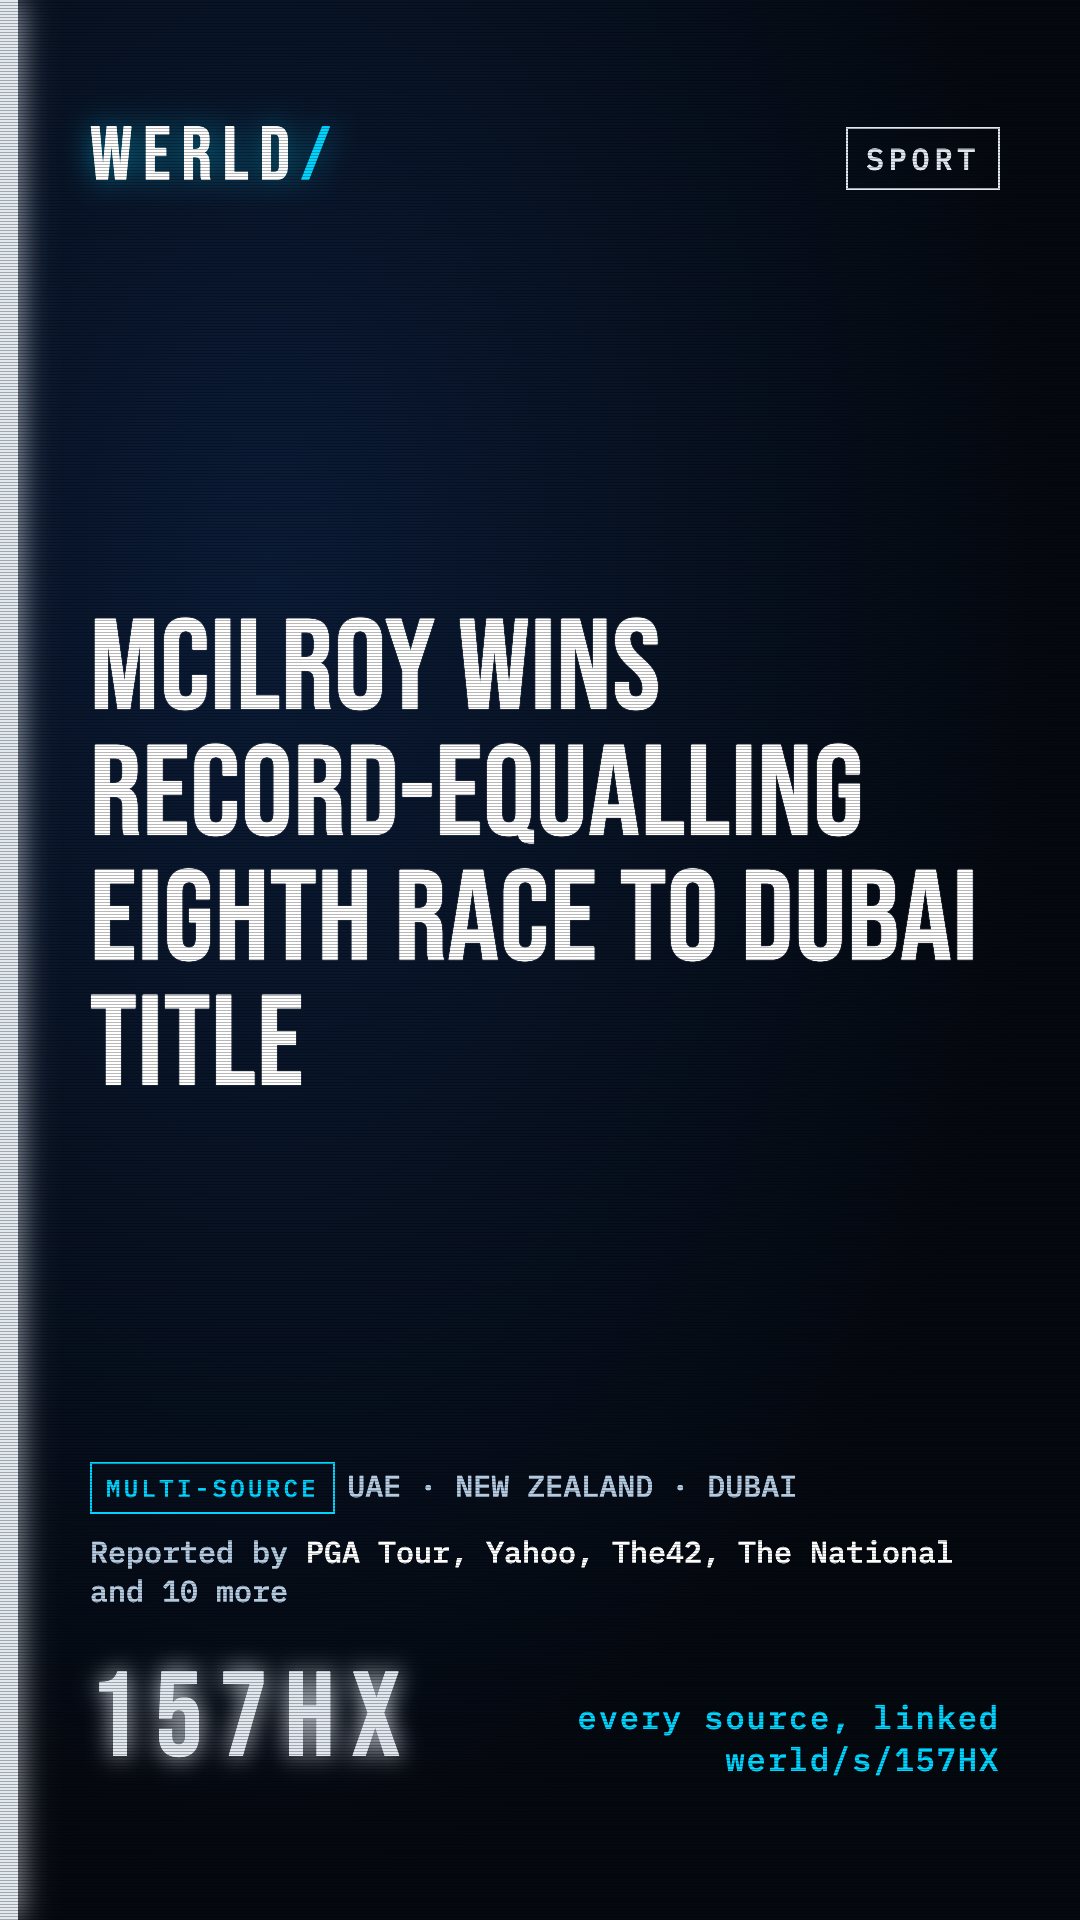 WERLD/
SPORT
MCILROY WINS
RECORD-EQUALLING
EIGHTH RACE TO DUBAI
TITLE
MULTI-SOURCE UAE · NEW ZEALAND · DUBAI
Reported by PGA Tour, Yahoo, The42, The National
and 10 more
157HX
every source, linked
werld/s/157HX